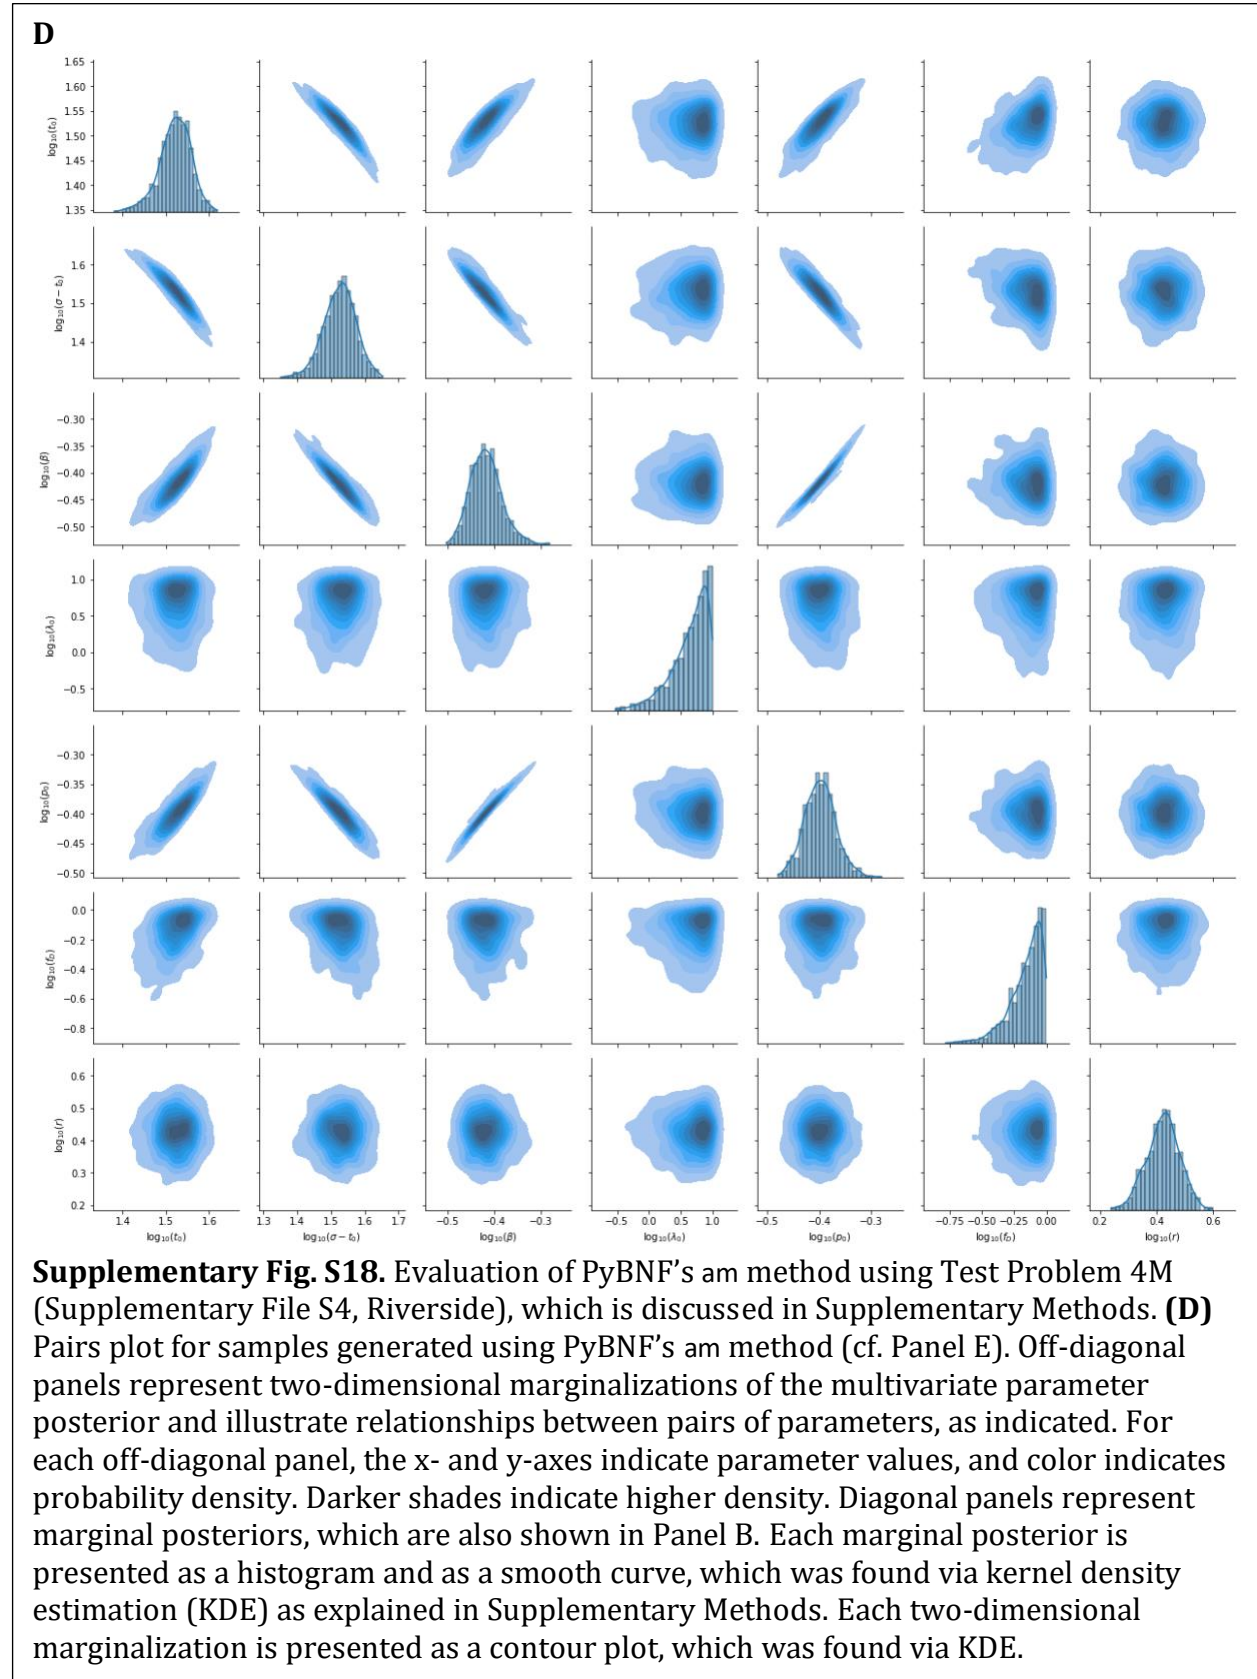 D
1.65
1.60
1.55
1.50
1.45
1.40
1.35
log₁₀(t₀)
1.6
1.5
1.4
log₁₀(σ − t₀)
−0.30
−0.35
−0.40
−0.45
−0.50
log₁₀(β)
1.0
0.5
0.0
−0.5
log₁₀(λ₀)
−0.30
−0.35
−0.40
−0.45
−0.50
log₁₀(p₀)
0.0
−0.2
−0.4
−0.6
−0.8
log₁₀(f_D)
0.6
0.5
0.4
0.3
0.2
log₁₀(r)
1.4 1.5 1.6 1.3 1.4 1.5 1.6 1.7 −0.5 −0.4 −0.3 −0.5 0.0 0.5 1.0 −0.5 −0.4 −0.3 −0.75 −0.50 −0.25 0.00 0.2 0.4 0.6
log₁₀(t₀) log₁₀(σ − t₀) log₁₀(β) log₁₀(λ₀) log₁₀(p₀) log₁₀(f_D) log₁₀(r)
Supplementary Fig. S18. Evaluation of PyBNF’s am method using Test Problem 4M
(Supplementary File S4, Riverside), which is discussed in Supplementary Methods. (D)
Pairs plot for samples generated using PyBNF’s am method (cf. Panel E). Off-diagonal
panels represent two-dimensional marginalizations of the multivariate parameter
posterior and illustrate relationships between pairs of parameters, as indicated. For
each off-diagonal panel, the x- and y-axes indicate parameter values, and color indicates
probability density. Darker shades indicate higher density. Diagonal panels represent
marginal posteriors, which are also shown in Panel B. Each marginal posterior is
presented as a histogram and as a smooth curve, which was found via kernel density
estimation (KDE) as explained in Supplementary Methods. Each two-dimensional
marginalization is presented as a contour plot, which was found via KDE.